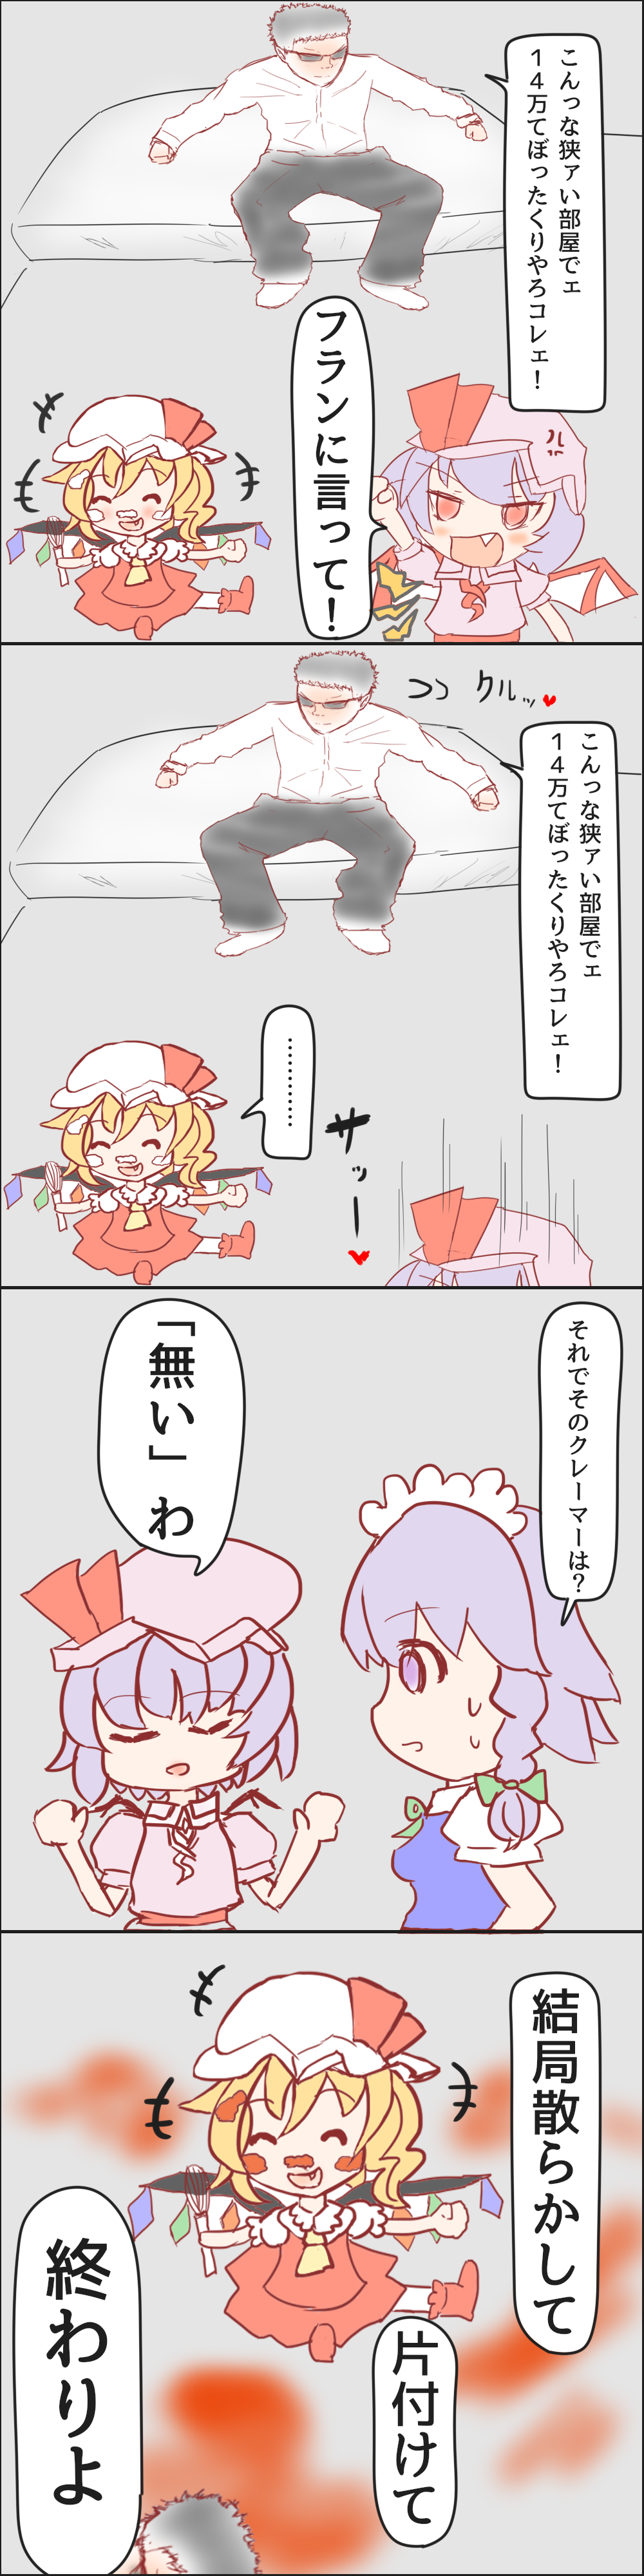 こんっな狭ァい部屋でェ
１４万てぼったくりやろコレェ！
フランに言って！
クルッ
こんっな狭ァい部屋でェ
１４万てぼったくりやろコレェ！
…………
サッー
それでそのクレーマーは？
「無い」わ
結局散らかして
片付けて
終わりよ